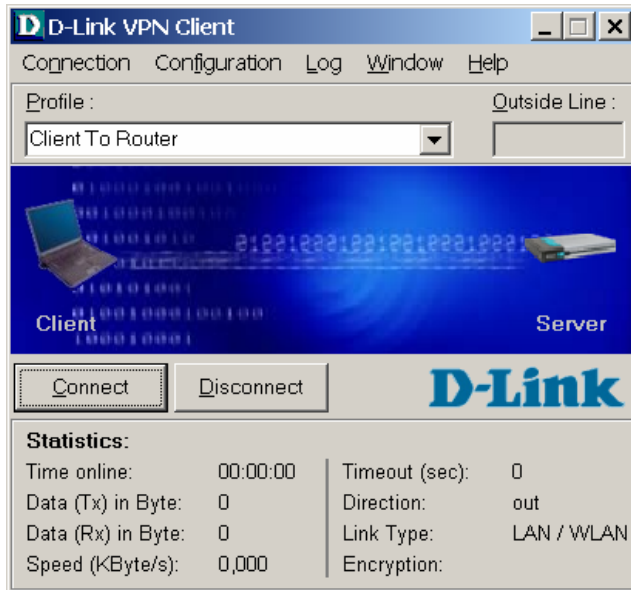 D D-Link VPN Client
Connection Configuration Log Window Help
Profile : Outside Line :
Client To Router
Client Server
Connect Disconnect D-Link
Statistics:
Time online: 00:00:00 Timeout (sec): 0
Data (Tx) in Byte: 0 Direction: out
Data (Rx) in Byte: 0 Link Type: LAN / WLAN
Speed (KByte/s): 0,000 Encryption: